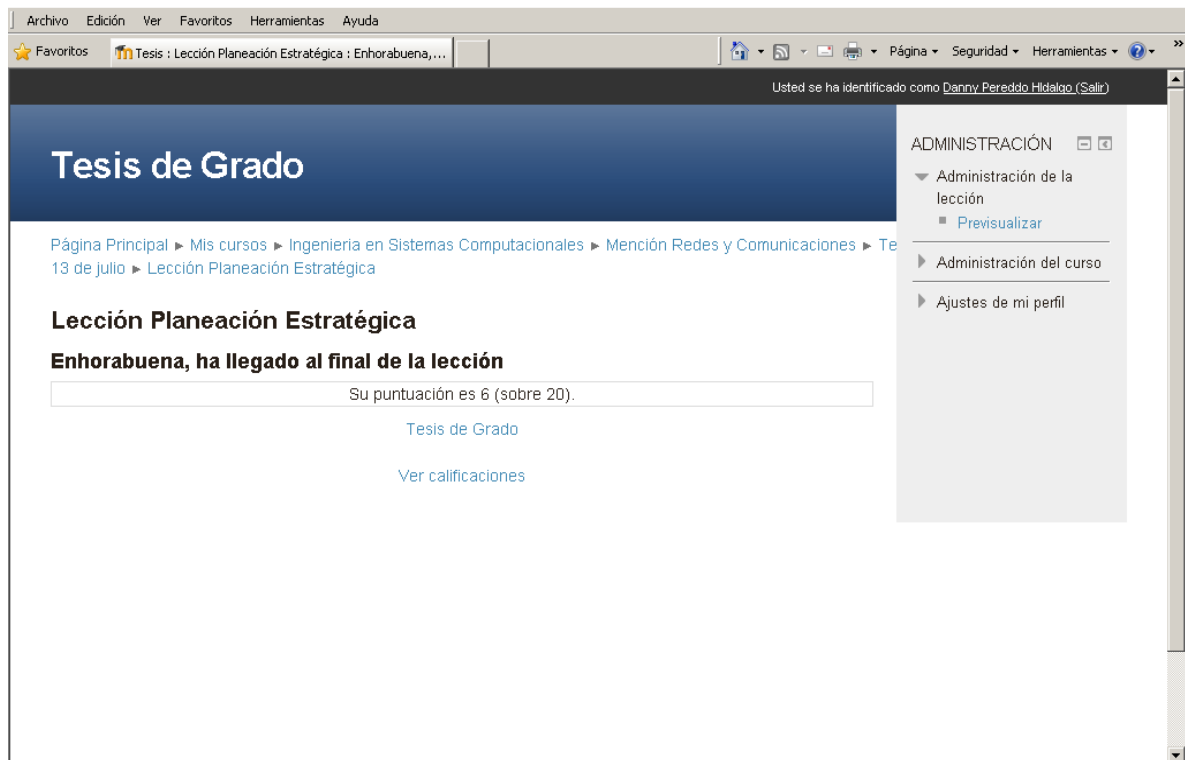 Archivo Edición Ver Favoritos Herramientas Ayuda
Favoritos Tesis : Lección Planeación Estratégica : Enhorabuena,... Página Seguridad Herramientas
Usted se ha identificado como Danny Pereddo HIdalgo (Salir)
Tesis de Grado
Página Principal ► Mis cursos ► Ingenieria en Sistemas Computacionales ► Mención Redes y Comunicaciones ► Te
13 de julio ► Lección Planeación Estratégica
Lección Planeación Estratégica
Enhorabuena, ha llegado al final de la lección
Su puntuación es 6 (sobre 20).
Tesis de Grado
Ver calificaciones
ADMINISTRACIÓN
Administración de la
lección
Previsualizar
Administración del curso
Ajustes de mi perfil